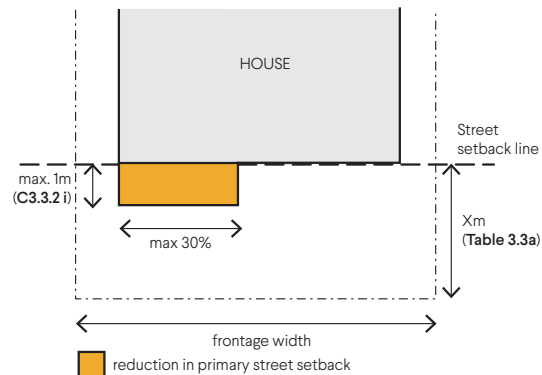 HOUSE
Street
setback line
max. 1m
(C3.3.2 i)
max 30%
Xm
(Table 3.3a)
frontage width
reduction in primary street setback